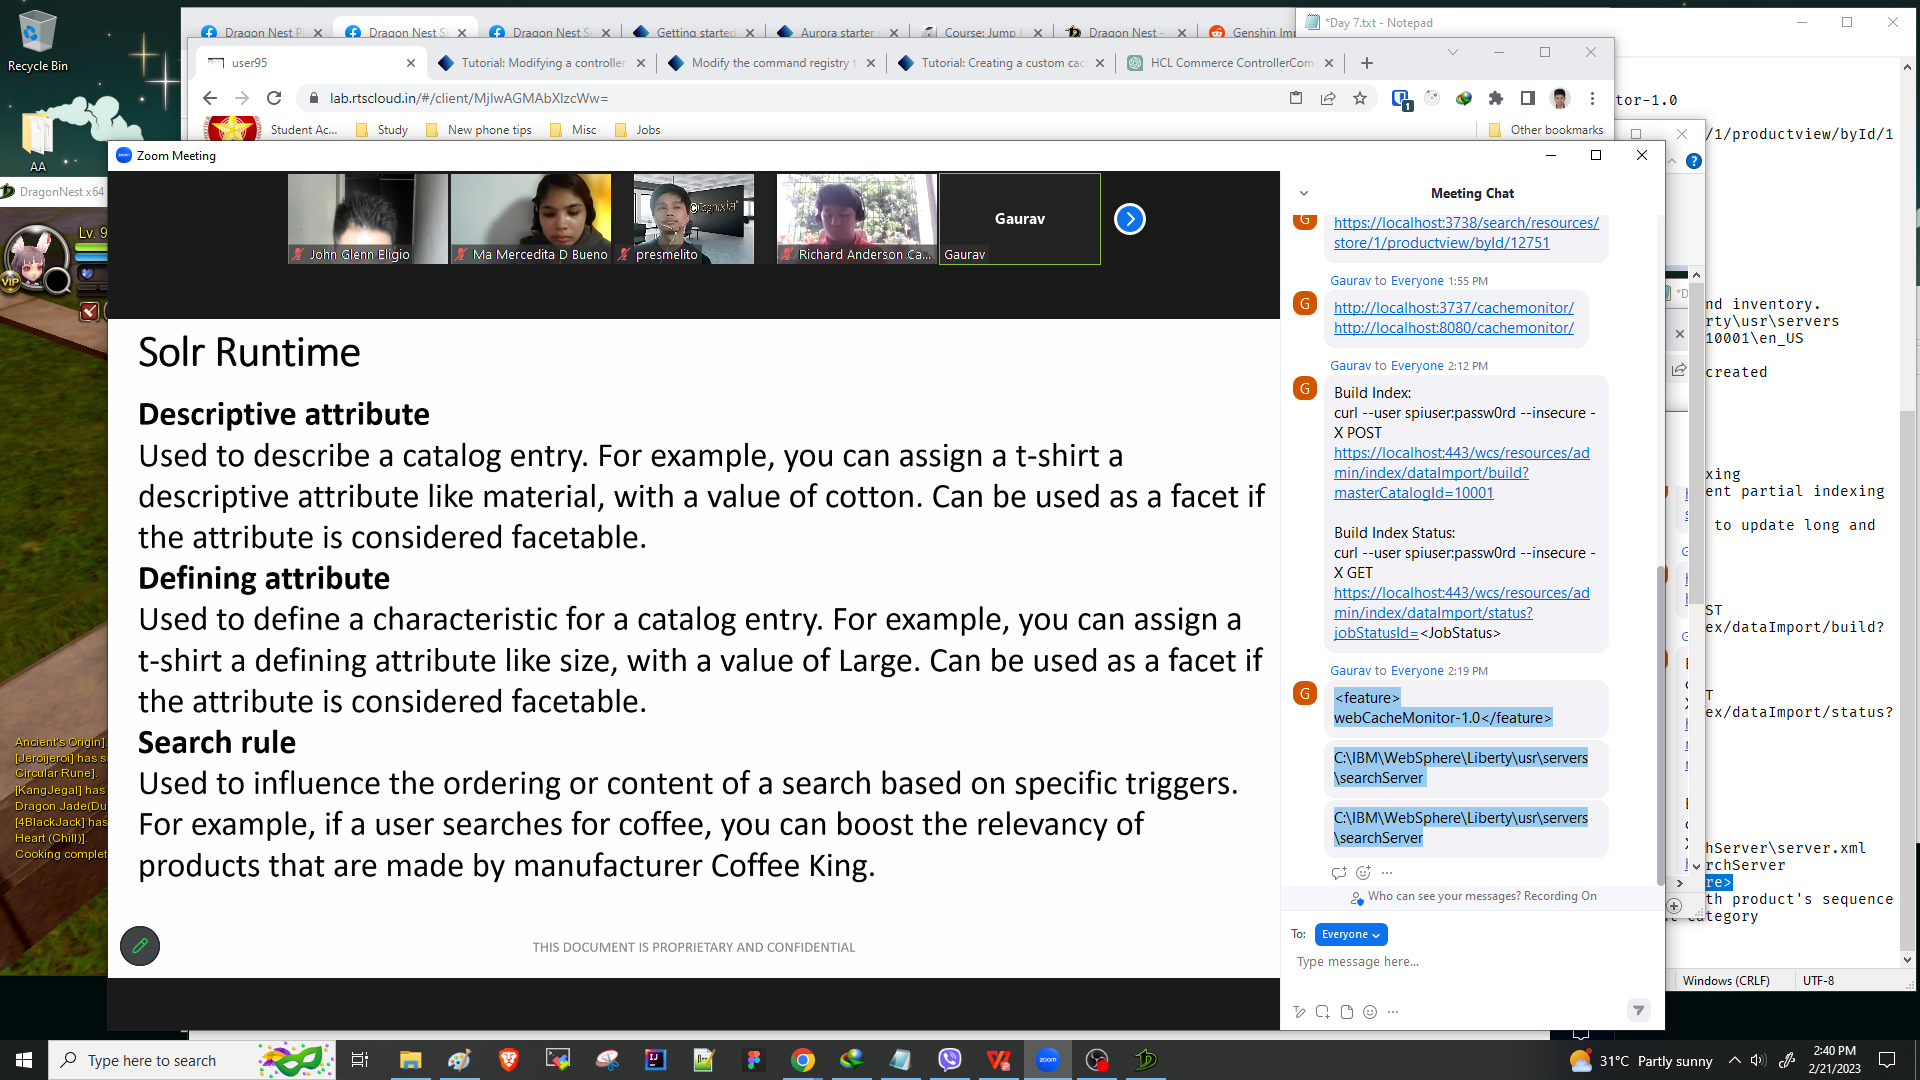 Recycle Bin
AA
DragonNest x64
Lv. 9
VIP
Ancient's Origin].
[Jeroijeroi] has s
Circular Rune].
[KangJegal] has
Dragon Jade(Du
[4BlackJack] has
Heart (Chill)].
Cooking complet
Dragon Nest P
Dragon Nest S
Dragon Nest S
Getting started
Aurora starter s
Course: Jump
Dragon Nest -
Genshin Imp
*Day 7.txt - Notepad
user95
Tutorial: Modifying a controller
Modify the command registry t
Tutorial: Creating a custom cac
HCL Commerce ControllerCom
lab.rtscloud.in/#/client/MjIwAGMAbXlzcWw=
1
Student Ac...
Study
New phone tips
Misc
Jobs
Other bookmarks
Zoom Meeting
John Glenn Eligio
Ma Mercedita D Bueno
presmelito
Richard Anderson Ca...
Gaurav
Gaurav
Solr Runtime
Descriptive attribute
Used to describe a catalog entry. For example, you can assign a t-shirt a
descriptive attribute like material, with a value of cotton. Can be used as a facet if
the attribute is considered facetable.
Defining attribute
Used to define a characteristic for a catalog entry. For example, you can assign a
t-shirt a defining attribute like size, with a value of Large. Can be used as a facet if
the attribute is considered facetable.
Search rule
Used to influence the ordering or content of a search based on specific triggers.
For example, if a user searches for coffee, you can boost the relevancy of
products that are made by manufacturer Coffee King.
THIS DOCUMENT IS PROPRIETARY AND CONFIDENTIAL
Meeting Chat
G
https://localhost:3738/search/resources/
store/1/productview/byId/12751
Gaurav to Everyone 1:55 PM
G
http://localhost:3737/cachemonitor/
http://localhost:8080/cachemonitor/
Gaurav to Everyone 2:12 PM
G
Build Index:
curl --user spiuser:passw0rd --insecure -
X POST
https://localhost:443/wcs/resources/ad
min/index/dataImport/build?
masterCatalogId=10001
Build Index Status:
curl --user spiuser:passw0rd --insecure -
X GET
https://localhost:443/wcs/resources/ad
min/index/dataImport/status?
jobStatusId=<JobStatus>
Gaurav to Everyone 2:19 PM
G
<feature>
webCacheMonitor-1.0</feature>
C:\IBM\WebSphere\Liberty\usr\servers
\searchServer
C:\IBM\WebSphere\Liberty\usr\servers
\searchServer
Who can see your messages? Recording On
To: Everyone
Type message here...
tor-1.0
/1/productview/byId/1
nd inventory.
rty\usr\servers
10001\en_US
created
xing
ent partial indexing
to update long and
ST
ex/dataImport/build?
T
ex/dataImport/status?
hServer\server.xml
rchServer
re>
th product's sequence
category
Windows (CRLF)
UTF-8
Type here to search
zoom
31°C Partly sunny
2:40 PM
2/21/2023